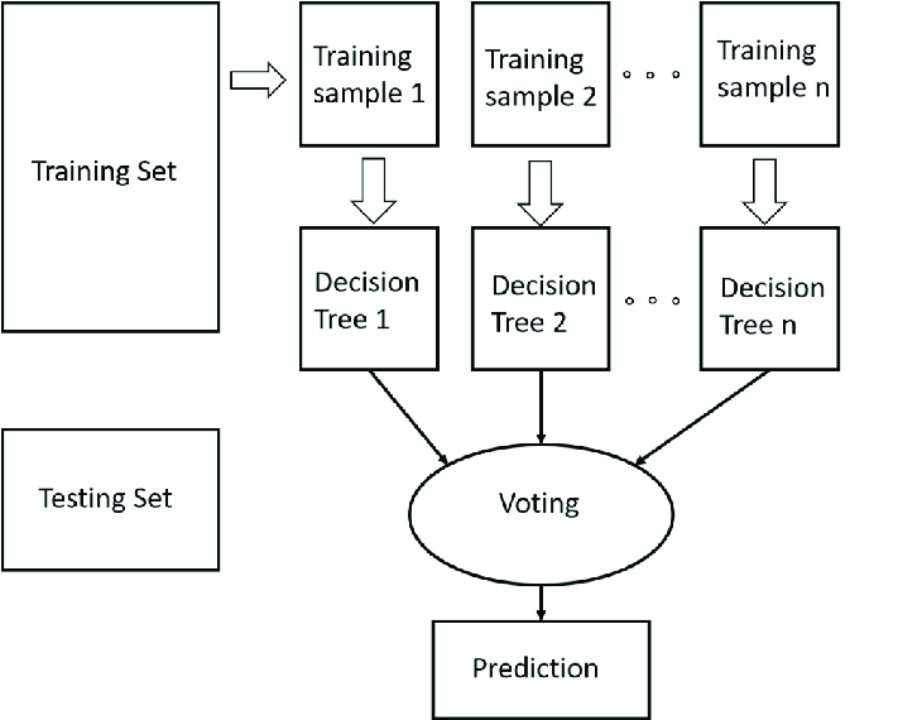 Training Set
Training
sample 1
Training
sample 2
Training
sample n
Decision
Tree 1
Decision
Tree 2
Decision
Tree n
Testing Set
Voting
Prediction